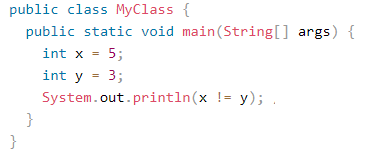 public class MyClass {
  public static void main(String[] args) {
    int x = 5;
    int y = 3;
    System.out.println(x != y); .
  }
}